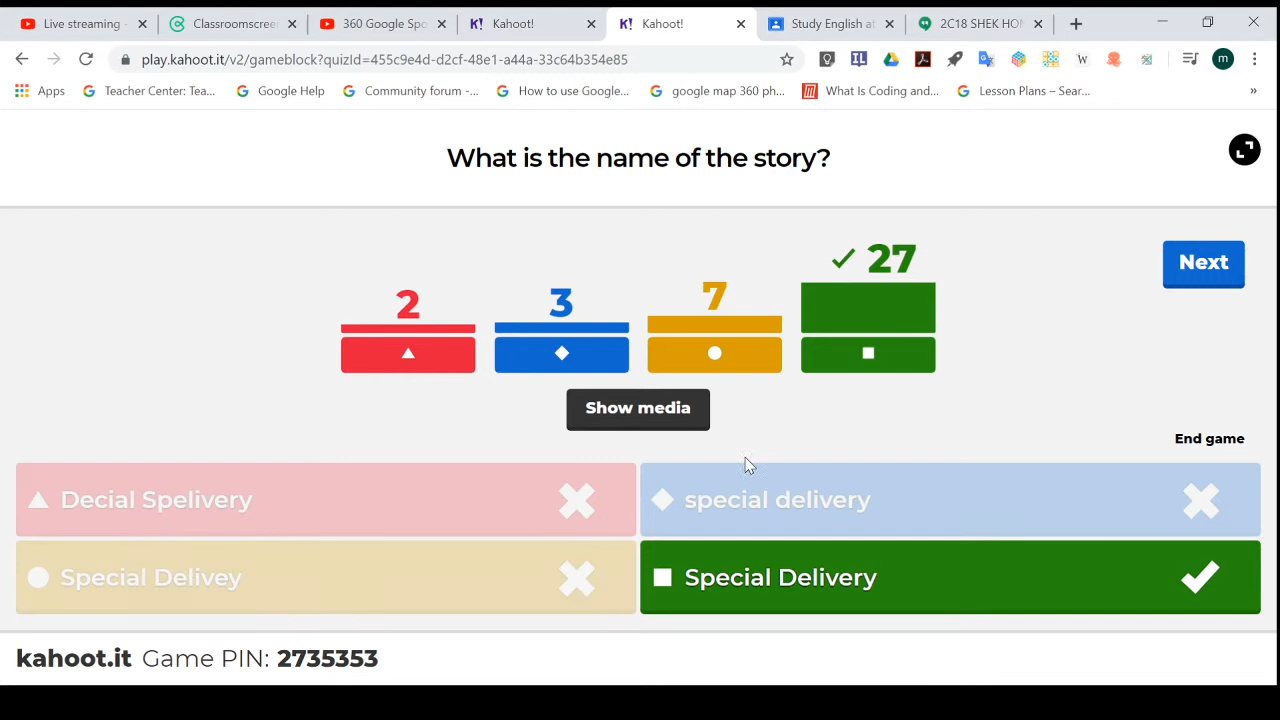 Live streaming -
Classroomscreen
360 Google Spo
K! Kahoot!
K! Kahoot!
Study English at
2C18 SHEK HON
play.kahoot.it/v2/gameblock?quizId=455c9e4d-d2cf-48e1-a44a-33c64b354e85
Apps
Teacher Center: Tea...
Google Help
Community forum -...
How to use Google...
google map 360 ph...
What Is Coding and...
Lesson Plans – Sear...
»
What is the name of the story?
2
3
7
27
Next
Show media
End game
Decial Spelivery
special delivery
Special Delivey
Special Delivery
kahoot.it Game PIN: 2735353